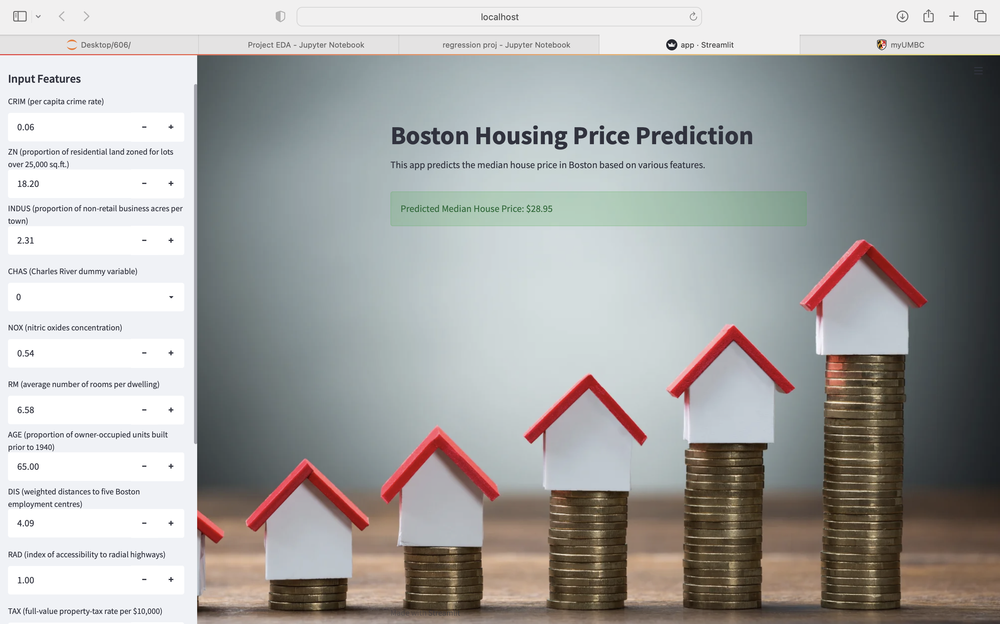 localhost
Desktop/606/
Project EDA - Jupyter Notebook
regression proj - Jupyter Notebook
app · Streamlit
myUMBC
Input Features
CRIM (per capita crime rate)
0.06
ZN (proportion of residential land zoned for lots
over 25,000 sq.ft.)
18.20
INDUS (proportion of non-retail business acres per
town)
2.31
CHAS (Charles River dummy variable)
0
NOX (nitric oxides concentration)
0.54
RM (average number of rooms per dwelling)
6.58
AGE (proportion of owner-occupied units built
prior to 1940)
65.00
DIS (weighted distances to five Boston
employment centres)
4.09
RAD (index of accessibility to radial highways)
1.00
TAX (full-value property-tax rate per $10,000)
Boston Housing Price Prediction
This app predicts the median house price in Boston based on various features.
Predicted Median House Price: $28.95
Made with Streamlit